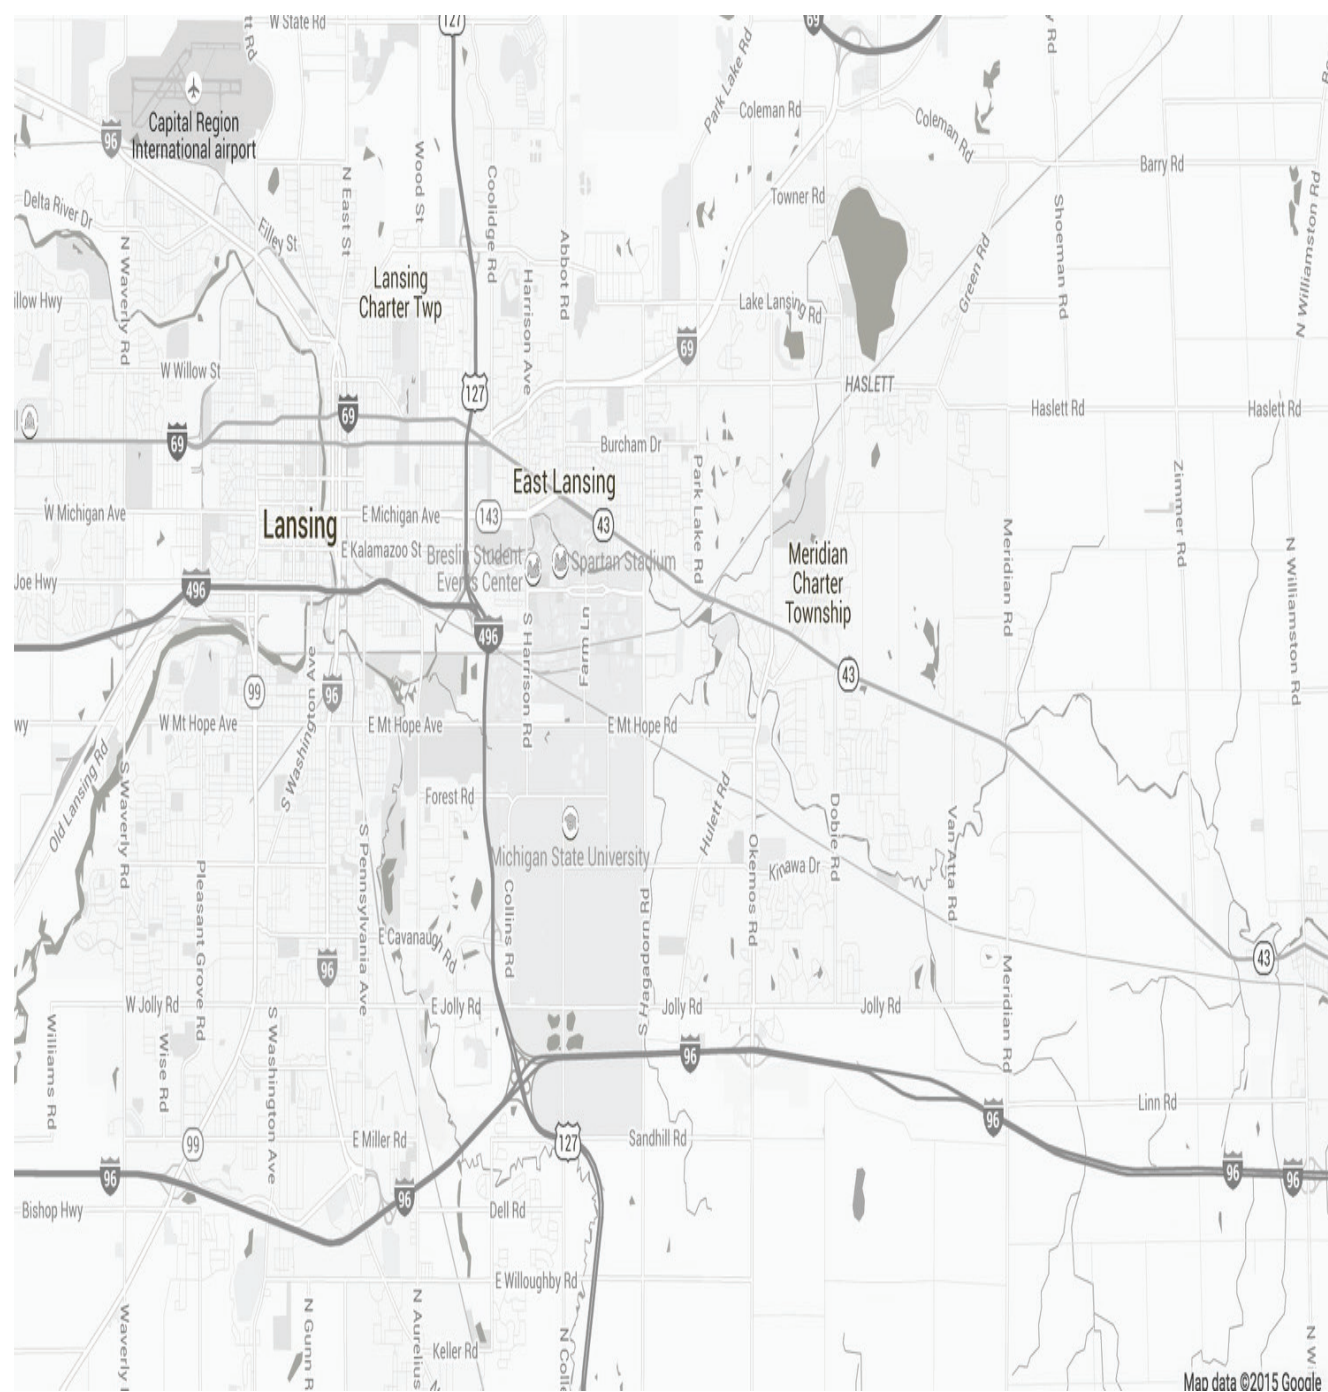 127
W State Rd
69
Park Lake Rd
Coleman Rd
Coleman Rd
Capital Region
International airport
96
Wood St
N East St
Coolidge Rd
Barry Rd
Towner Rd
Delta River Dr
N Waverly Rd
Eilley St
Abbot Rd
Shoeman Rd
N Williamston Rd
Green Rd
Lansing
Charter Twp
Harrison Ave
Lake Lansing Rd
69
W Willow St
127
HASLETT
69
69
Haslett Rd
Haslett Rd
Burcham Dr
East Lansing
Park Lake Rd
Zimmer Rd
W Michigan Ave
Lansing
E Michigan Ave
143
43
E Kalamazoo St
Breslin Student
Events Center
Spartan Stadium
Meridian
Charter
Township
Meridian Rd
N Williamston Rd
Joe Hwy
496
496
S Harrison Rd
Farm Ln
43
99
96
S Washington Ave
W Mt Hope Ave
E Mt Hope Ave
E Mt Hope Rd
Old Lansing Rd
S Waverly Rd
Forest Rd
Hulett Rd
Dobie Rd
Van Atta Rd
Michigan State University
Okemos Rd
Kinawa Dr
S Pennsylvania Ave
Pleasant Grove Rd
Collins Rd
S Hagadorn Rd
E Cavanaugh Rd
96
43
W Jolly Rd
E Jolly Rd
Jolly Rd
Jolly Rd
Meridian Rd
Williams Rd
Wise Rd
S Washington Ave
96
96
Linn Rd
99
E Miller Rd
127
Sandhill Rd
96
96
96
96
Bishop Hwy
Dell Rd
E Willoughby Rd
Waverly
N Gunn R
N Aurelius
N Colle
Keller Rd
N Wi
Map data ©2015 Google